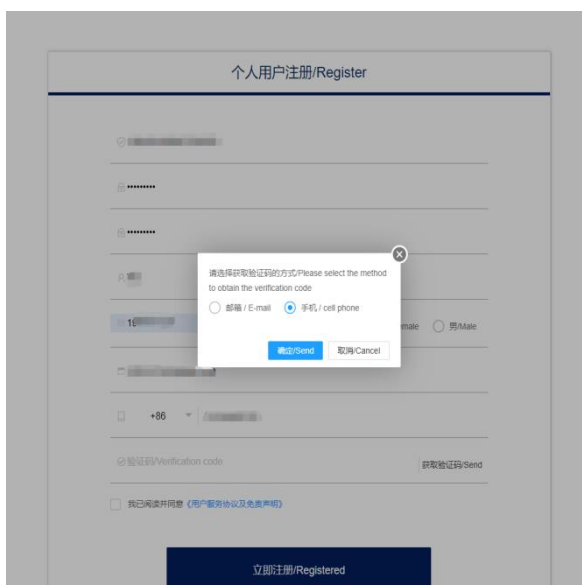 个人用户注册/Register
请选择获取验证码的方式/Please select the method
to obtain the verification code
邮箱 / E-mail 手机 / cell phone
男/Male
确定/Send 取消/Cancel
+86
验证码/Verification code 获取验证码/Send
我已阅读并同意《用户服务协议及免责声明》
立即注册/Registered